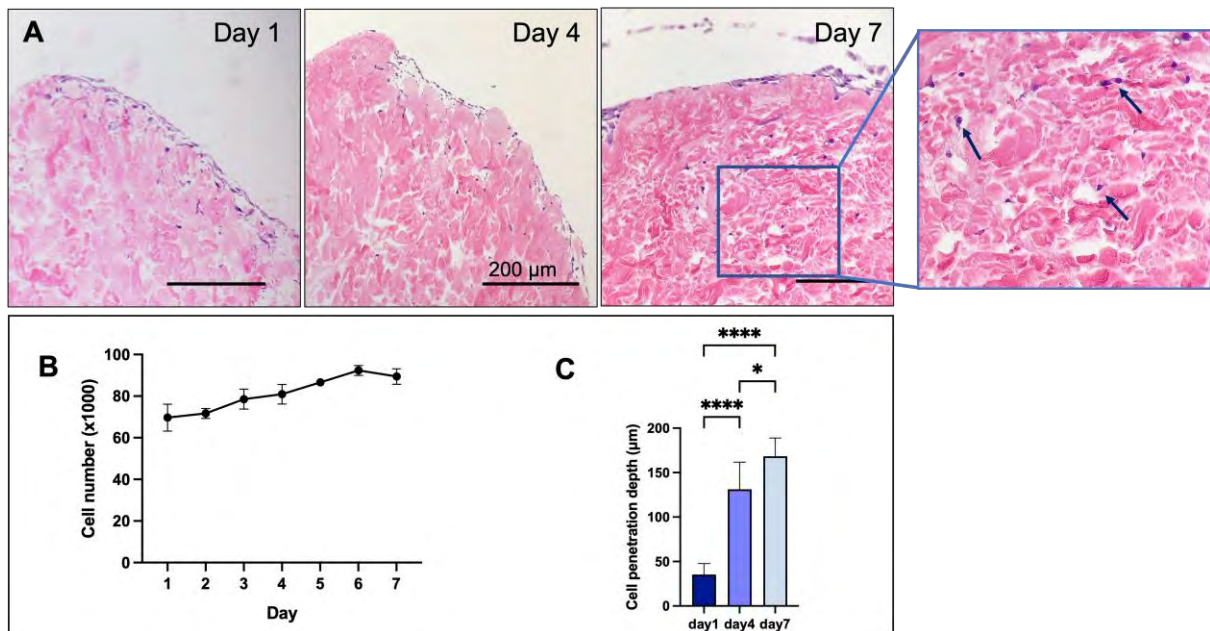 A
Day 1
Day 4
Day 7
200 µm
B
Cell number (x1000)
100
80
60
40
20
0
1 2 3 4 5 6 7
Day
C
****
*
****
Cell penetration depth (µm)
200
150
100
50
0
day1 day4 day7